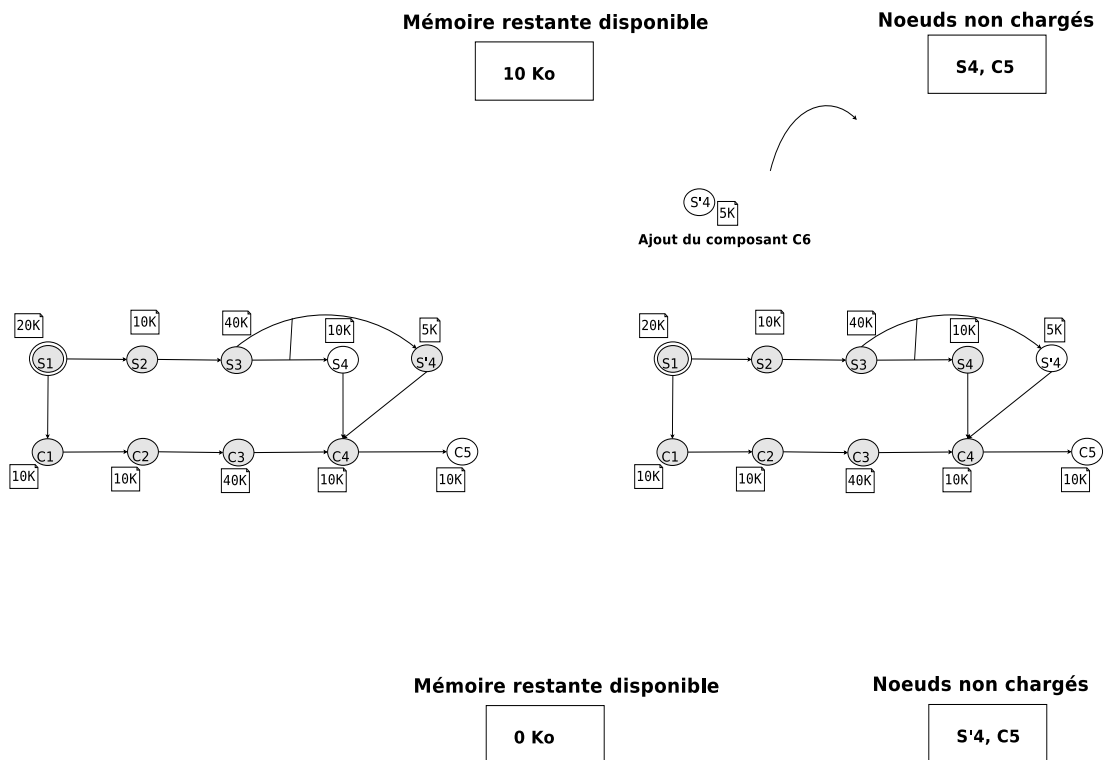 Mémoire restante disponible
Noeuds non chargés
10 Ko
S4, C5
S'4
5K
Ajout du composant C6
20K
10K
40K
10K
5K
S1
S2
S3
S4
S'4
C1
C2
C3
C4
C5
10K
10K
40K
10K
10K
20K
10K
40K
10K
5K
S1
S2
S3
S4
S'4
C1
C2
C3
C4
C5
10K
10K
40K
10K
10K
Mémoire restante disponible
Noeuds non chargés
0 Ko
S'4, C5